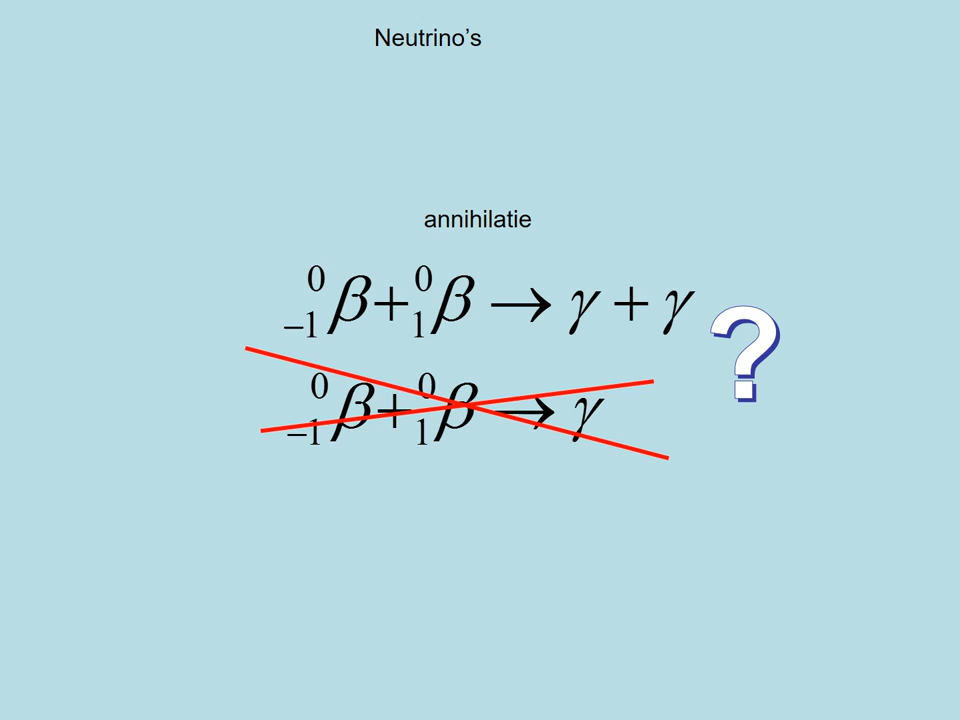 Neutrino's
annihilatie
⁰₋₁β + ⁰₁β → γ + γ
?
⁰₋₁β + ⁰₁β → γ